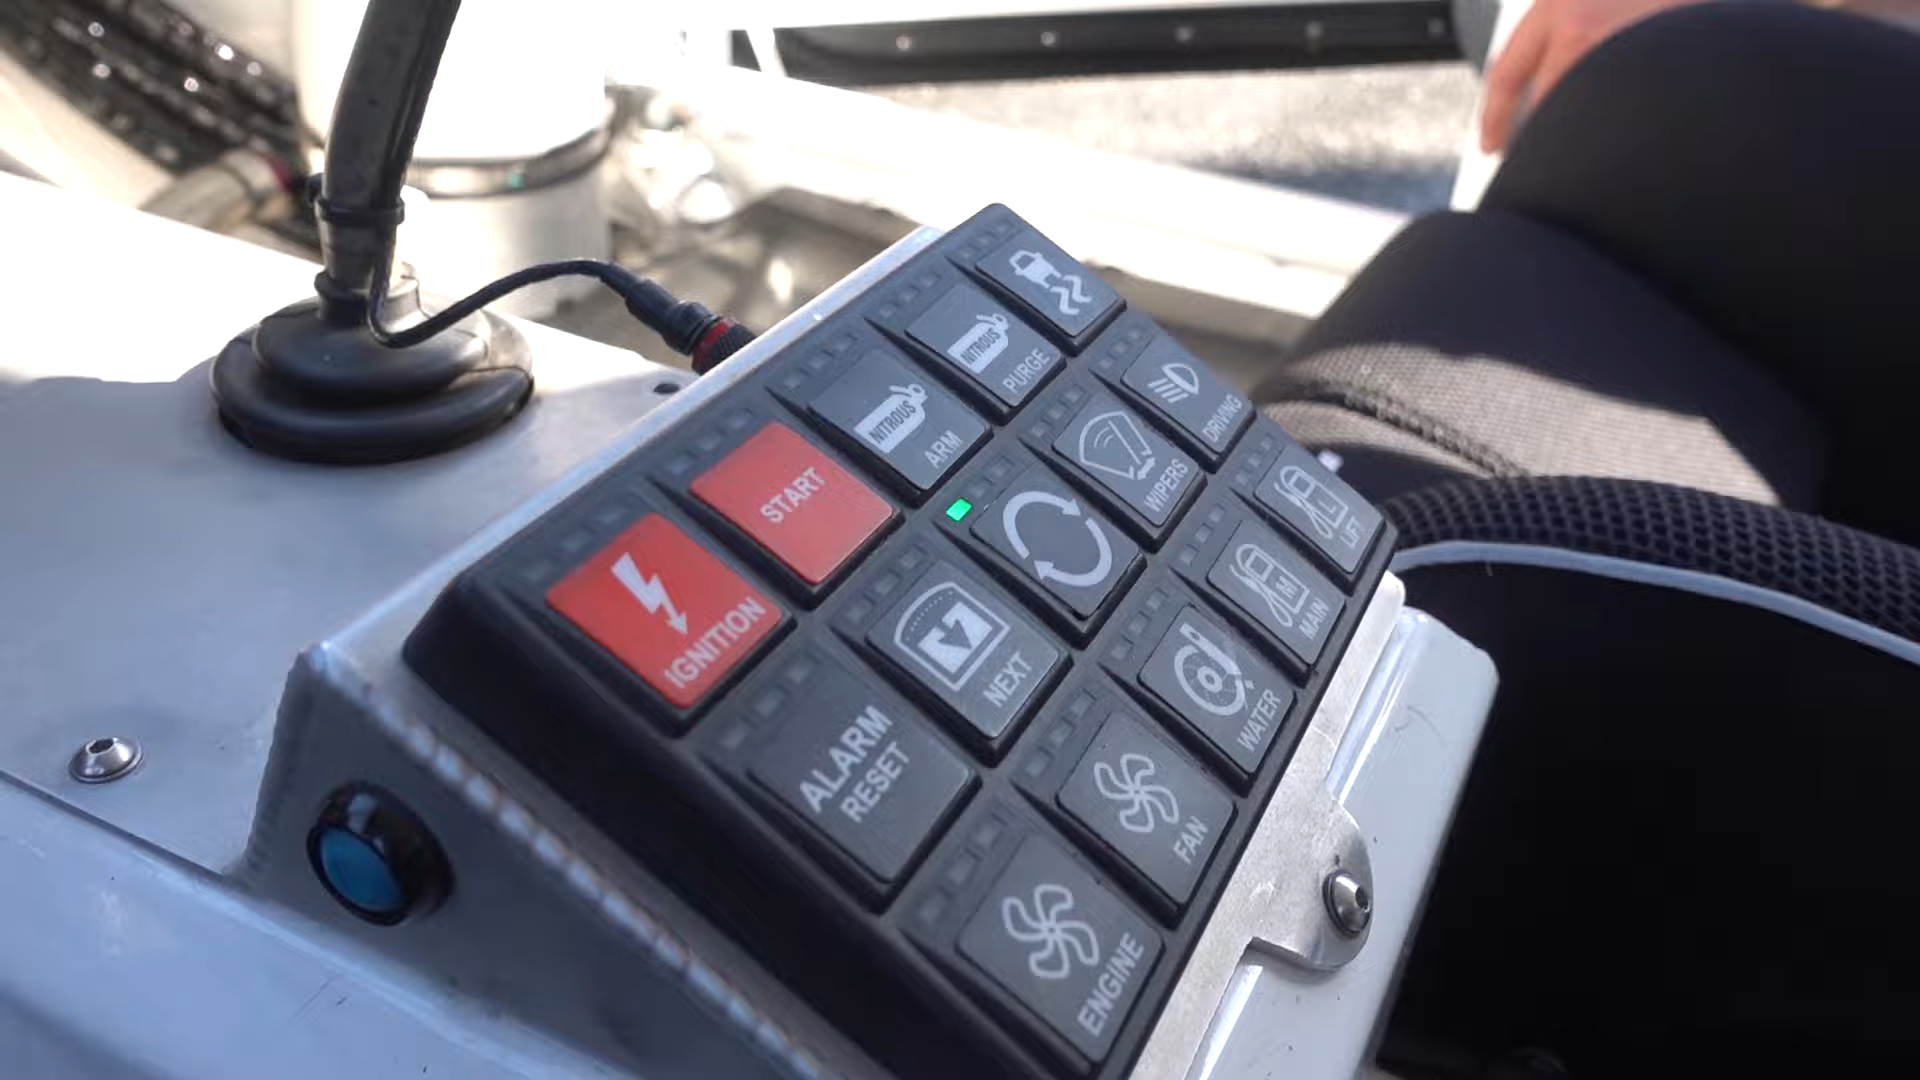 IGNITION
START
NITROUS
ARM
NITROUS
PURGE
ALARM
RESET
NEXT
WIPERS
DRIVING
ENGINE
FAN
WATER
M
MAIN
L
LIFT